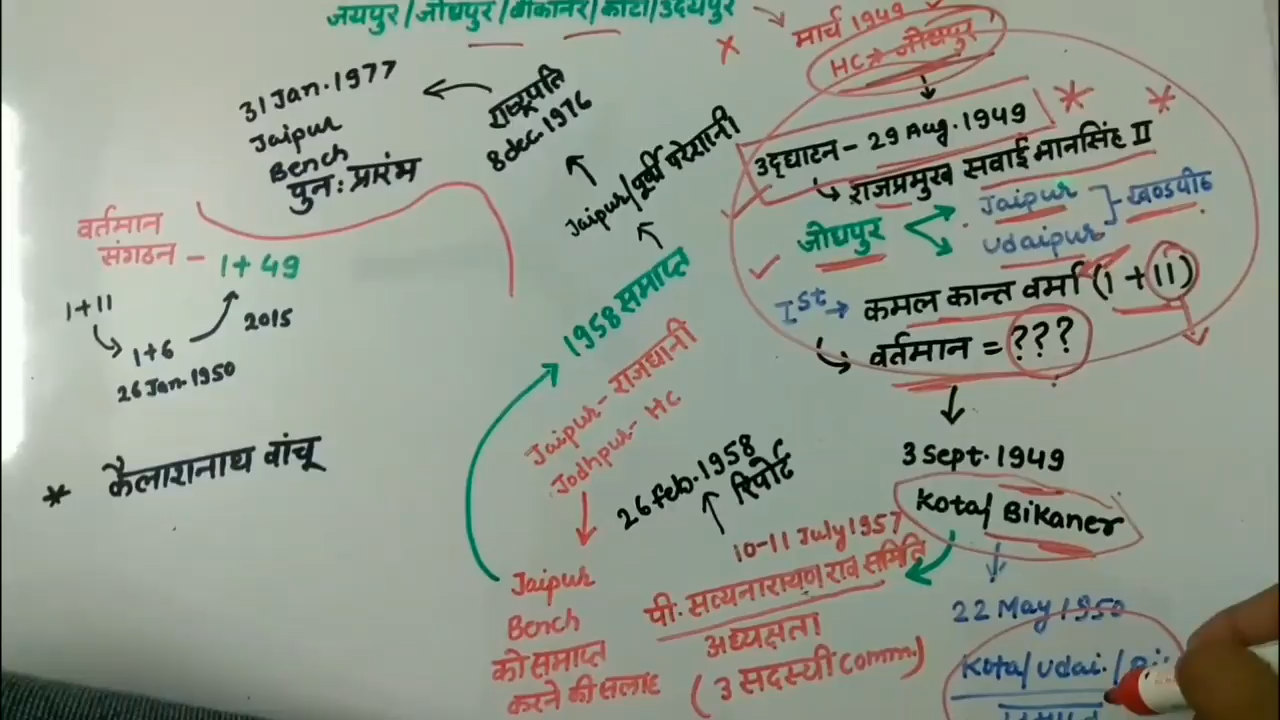 जयपुर/जोधपुर/बीकानेर/कोटा/उदयपुर
मार्च 1949
HC → जोधपुर
उद्घाटन - 29 Aug. 1949
राजप्रमुख सवाई मानसिंह II
जोधपुर
Jaipur
Udaipur
खण्डपीठ
Ist → कमल कान्त वर्मा (1 + 11)
वर्तमान = ???
3 Sept. 1949
Kota/ Bikaner
22 May 1950
Kota/ Udai. / Bi
10-11 July 1957
पी. सत्यनारायण राव समिति
अध्यक्षता
(3 सदस्यी Comm.)
26 Feb. 1958
रिपोर्ट
Jaipur- राजधानी
Jodhpur- HC
Jaipur
Bench
को समाप्त
करने की सलाह
1958 समाप्त
Jaipur/पूर्वी परेशानी
राष्ट्रपति
8 dec. 1976
31 Jan. 1977
Jaipur
Bench
पुनः प्रारंभ
वर्तमान
संगठन - 1 + 49
1+11
1+6
2015
26 Jan. 1950
* कैलाशनाथ वांचू